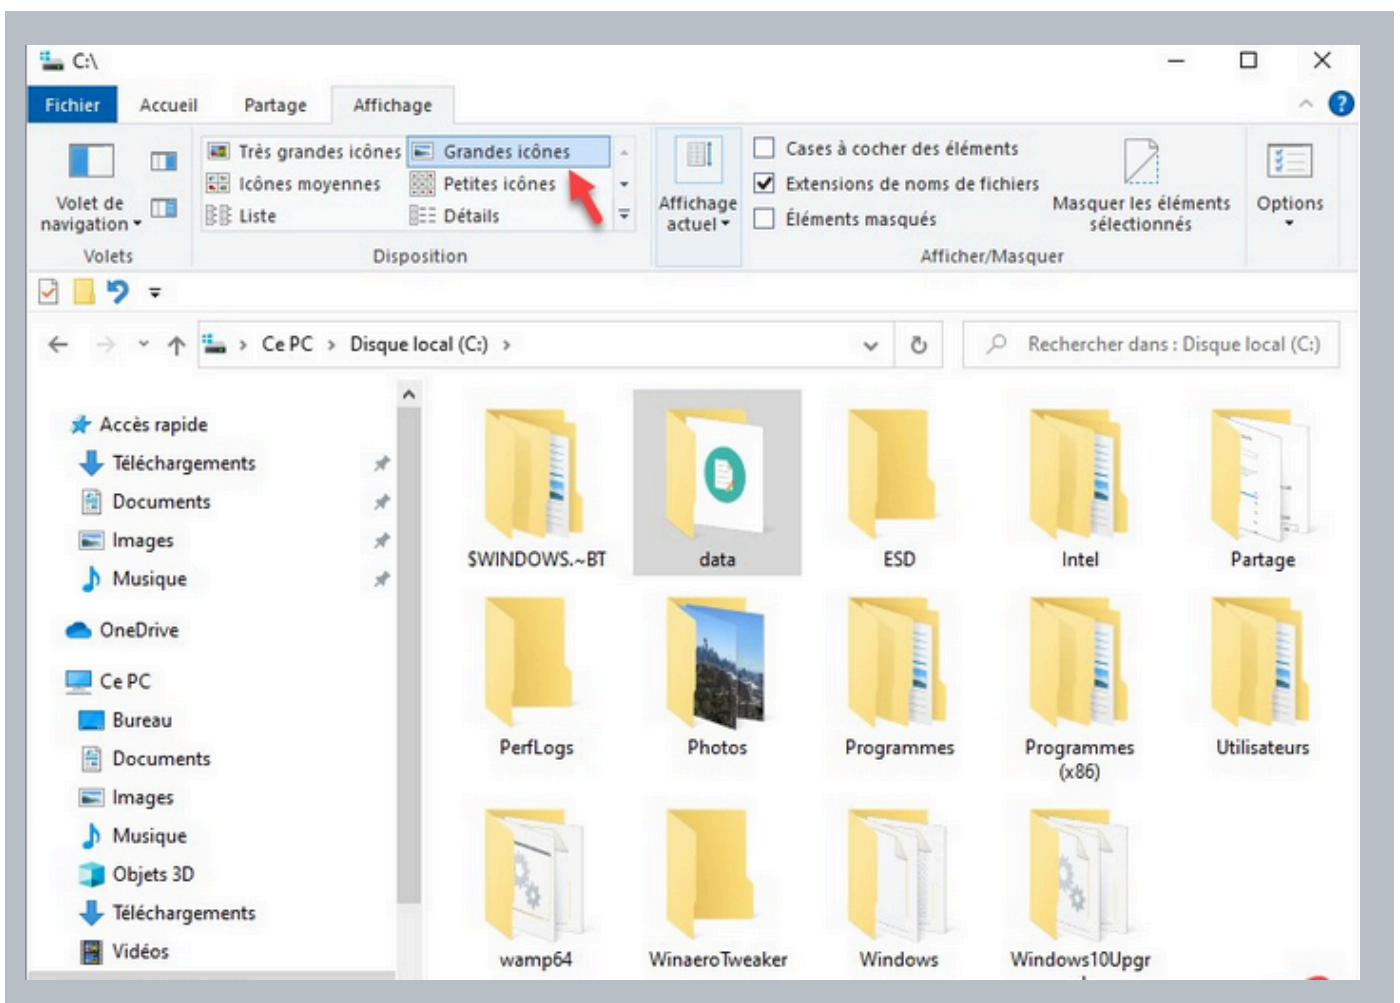 C:\
Fichier Accueil Partage Affichage
Très grandes icônes Grandes icônes
Icônes moyennes Petites icônes
Liste Détails
Volet de
navigation
Volets
Disposition
Affichage
actuel
Cases à cocher des éléments
Extensions de noms de fichiers
Éléments masqués
Masquer les éléments
sélectionnés
Afficher/Masquer
Options
Ce PC > Disque local (C:) >
Rechercher dans : Disque local (C:)
Accès rapide
Téléchargements
Documents
Images
Musique
OneDrive
Ce PC
Bureau
Documents
Images
Musique
Objets 3D
Téléchargements
Vidéos
$WINDOWS.~BT data ESD Intel Partage
PerfLogs Photos Programmes Programmes
(x86) Utilisateurs
wamp64 WinaeroTweaker Windows Windows10Upgr